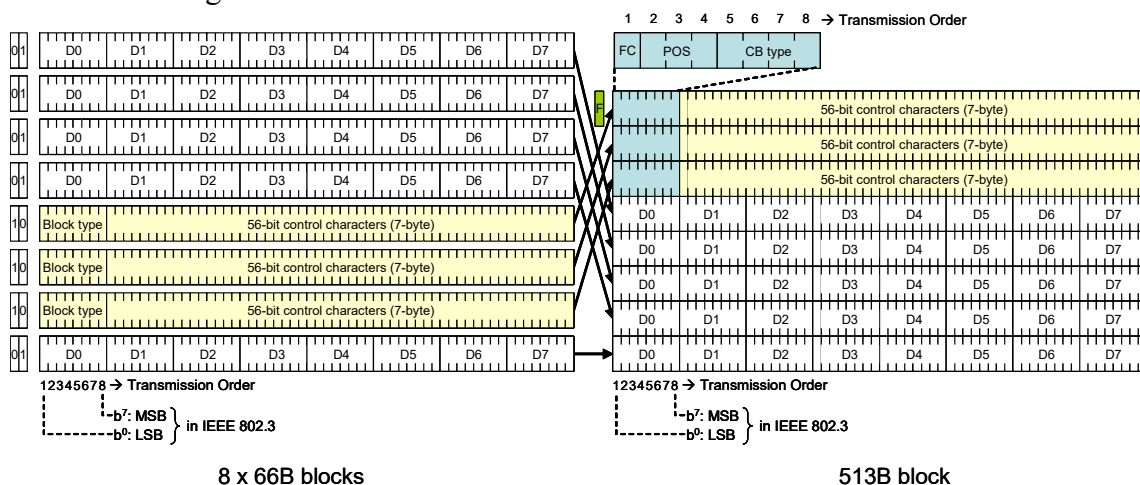 1 2 3 4 5 6 7 8 → Transmission Order
FC POS CB type
01 D0 D1 D2 D3 D4 D5 D6 D7
01 D0 D1 D2 D3 D4 D5 D6 D7
01 D0 D1 D2 D3 D4 D5 D6 D7
01 D0 D1 D2 D3 D4 D5 D6 D7
10 Block type 56-bit control characters (7-byte)
10 Block type 56-bit control characters (7-byte)
10 Block type 56-bit control characters (7-byte)
01 D0 D1 D2 D3 D4 D5 D6 D7
12345678 → Transmission Order
b7: MSB
b0: LSB
in IEEE 802.3
8 x 66B blocks
F
56-bit control characters (7-byte)
56-bit control characters (7-byte)
56-bit control characters (7-byte)
D0 D1 D2 D3 D4 D5 D6 D7
D0 D1 D2 D3 D4 D5 D6 D7
D0 D1 D2 D3 D4 D5 D6 D7
D0 D1 D2 D3 D4 D5 D6 D7
D0 D1 D2 D3 D4 D5 D6 D7
12345678 → Transmission Order
b7: MSB
b0: LSB
in IEEE 802.3
513B block